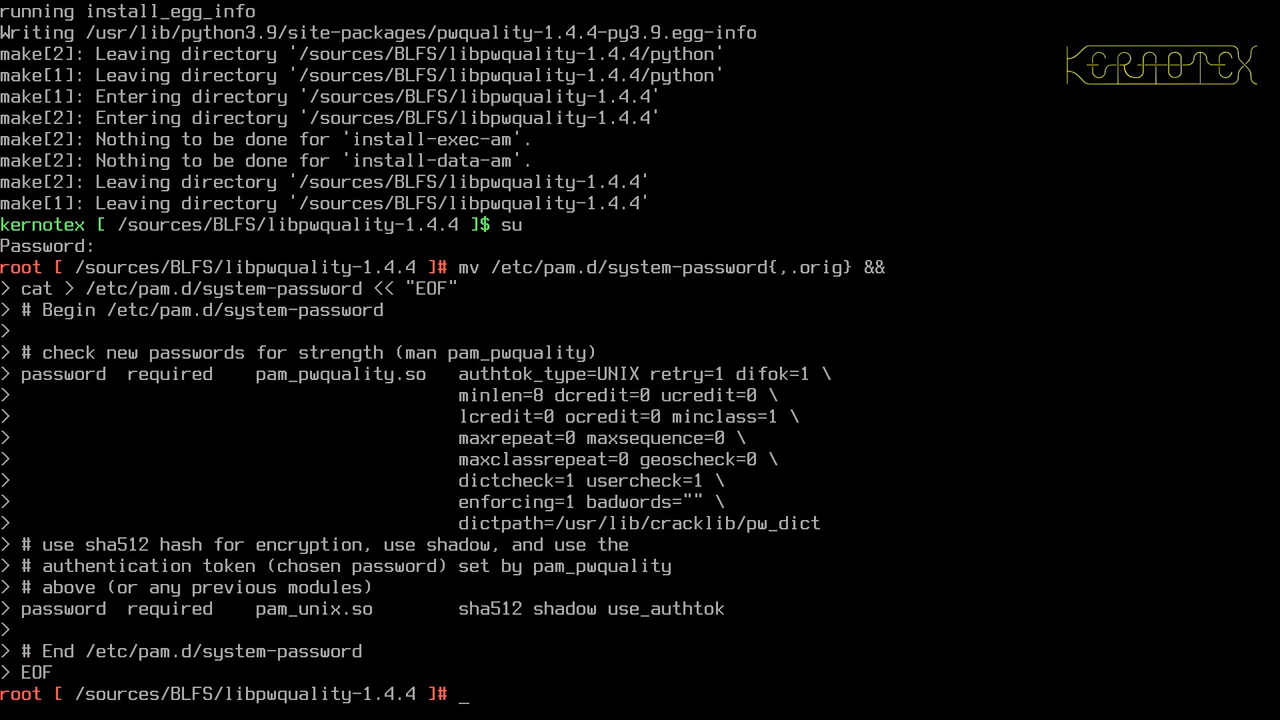 running install_egg_info
Writing /usr/lib/python3.9/site-packages/pwquality-1.4.4-py3.9.egg-info
make[2]: Leaving directory '/sources/BLFS/libpwquality-1.4.4/python'
make[1]: Leaving directory '/sources/BLFS/libpwquality-1.4.4/python'
KERNOTEX
make[1]: Entering directory '/sources/BLFS/libpwquality-1.4.4'
make[2]: Entering directory '/sources/BLFS/libpwquality-1.4.4'
make[2]: Nothing to be done for 'install-exec-am'.
make[2]: Nothing to be done for 'install-data-am'.
make[2]: Leaving directory '/sources/BLFS/libpwquality-1.4.4'
make[1]: Leaving directory '/sources/BLFS/libpwquality-1.4.4'
kernotex [ /sources/BLFS/libpwquality-1.4.4 ]$ su
Password:
root [ /sources/BLFS/libpwquality-1.4.4 ]# mv /etc/pam.d/system-password{,.orig} &&
> cat > /etc/pam.d/system-password << "EOF"
> # Begin /etc/pam.d/system-password
>
> # check new passwords for strength (man pam_pwquality)
> password  required    pam_pwquality.so   authtok_type=UNIX retry=1 difok=1 \
>                                          minlen=8 dcredit=0 ucredit=0 \
>                                          lcredit=0 ocredit=0 minclass=1 \
>                                          maxrepeat=0 maxsequence=0 \
>                                          maxclassrepeat=0 geoscheck=0 \
>                                          dictcheck=1 usercheck=1 \
>                                          enforcing=1 badwords="" \
>                                          dictpath=/usr/lib/cracklib/pw_dict
> # use sha512 hash for encryption, use shadow, and use the
> # authentication token (chosen password) set by pam_pwquality
> # above (or any previous modules)
> password  required    pam_unix.so        sha512 shadow use_authtok
>
> # End /etc/pam.d/system-password
> EOF
root [ /sources/BLFS/libpwquality-1.4.4 ]# _